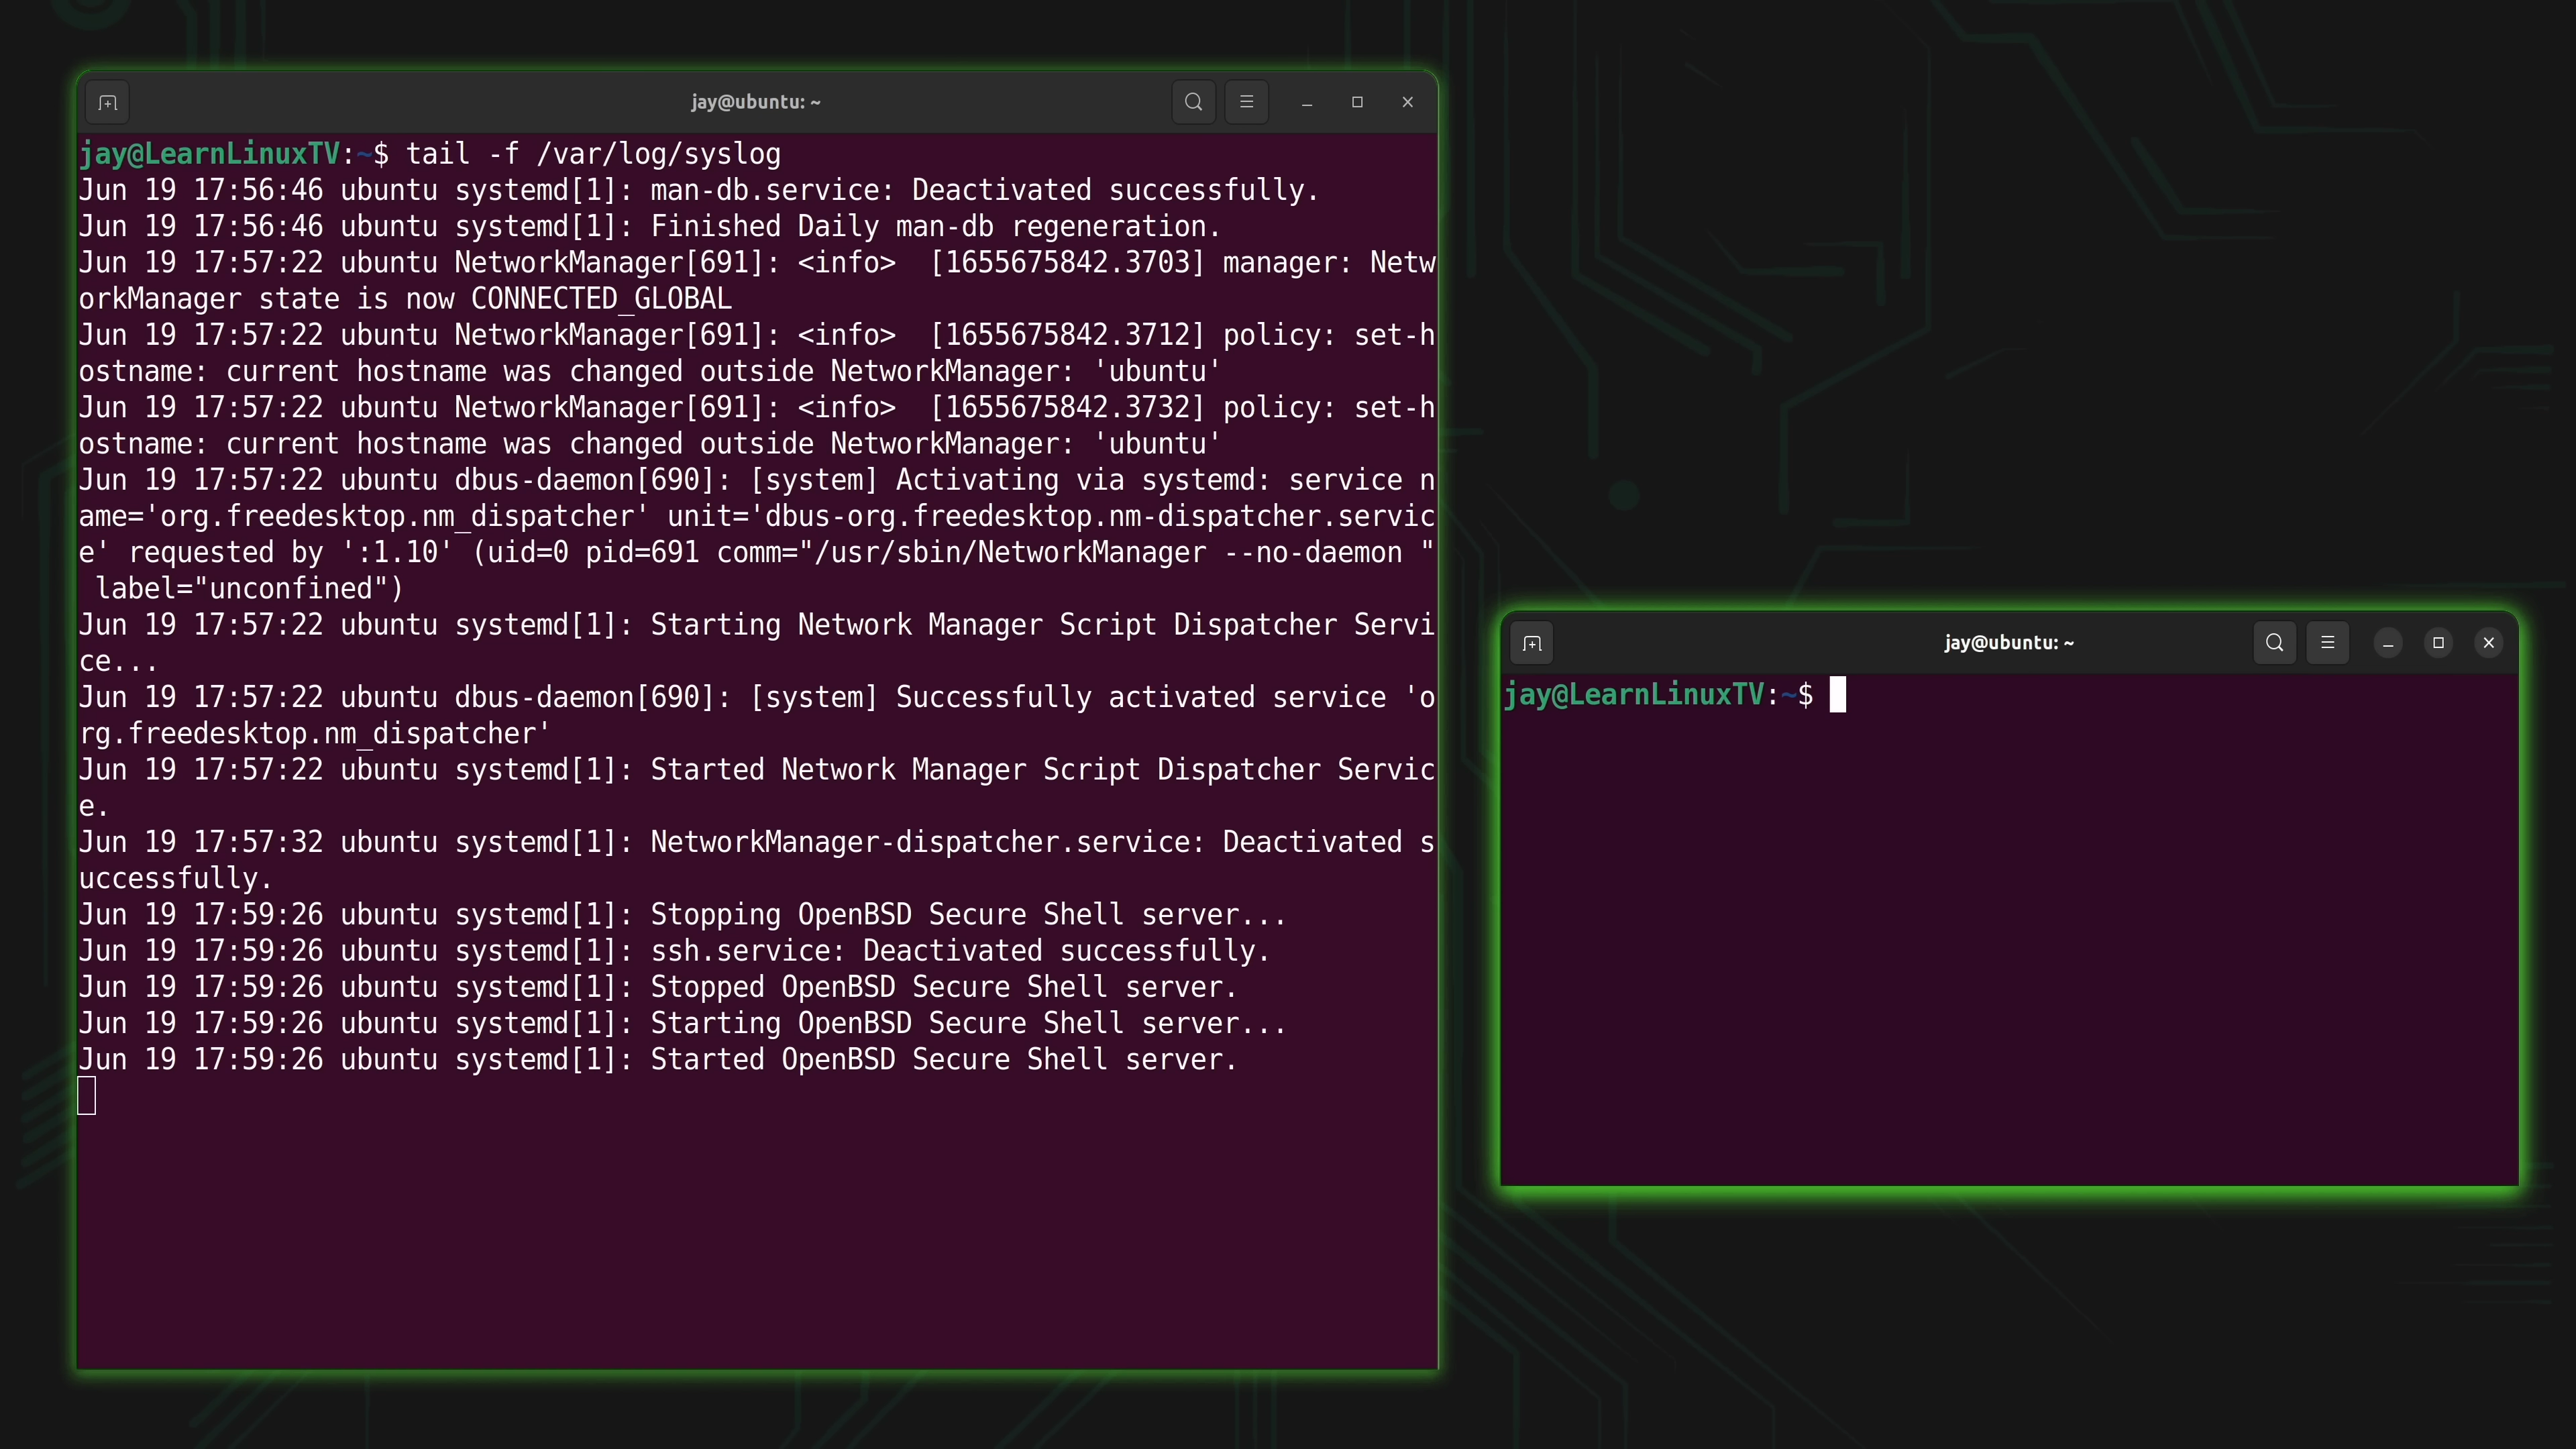 jay@ubuntu: ~
jay@LearnLinuxTV:~$ tail -f /var/log/syslog
Jun 19 17:56:46 ubuntu systemd[1]: man-db.service: Deactivated successfully.
Jun 19 17:56:46 ubuntu systemd[1]: Finished Daily man-db regeneration.
Jun 19 17:57:22 ubuntu NetworkManager[691]: <info>  [1655675842.3703] manager: Netw
orkManager state is now CONNECTED_GLOBAL
Jun 19 17:57:22 ubuntu NetworkManager[691]: <info>  [1655675842.3712] policy: set-h
ostname: current hostname was changed outside NetworkManager: 'ubuntu'
Jun 19 17:57:22 ubuntu NetworkManager[691]: <info>  [1655675842.3732] policy: set-h
ostname: current hostname was changed outside NetworkManager: 'ubuntu'
Jun 19 17:57:22 ubuntu dbus-daemon[690]: [system] Activating via systemd: service n
ame='org.freedesktop.nm_dispatcher' unit='dbus-org.freedesktop.nm-dispatcher.servic
e' requested by ':1.10' (uid=0 pid=691 comm="/usr/sbin/NetworkManager --no-daemon "
 label="unconfined")
Jun 19 17:57:22 ubuntu systemd[1]: Starting Network Manager Script Dispatcher Servi
ce...
Jun 19 17:57:22 ubuntu dbus-daemon[690]: [system] Successfully activated service 'o
rg.freedesktop.nm_dispatcher'
Jun 19 17:57:22 ubuntu systemd[1]: Started Network Manager Script Dispatcher Servic
e.
Jun 19 17:57:32 ubuntu systemd[1]: NetworkManager-dispatcher.service: Deactivated s
uccessfully.
Jun 19 17:59:26 ubuntu systemd[1]: Stopping OpenBSD Secure Shell server...
Jun 19 17:59:26 ubuntu systemd[1]: ssh.service: Deactivated successfully.
Jun 19 17:59:26 ubuntu systemd[1]: Stopped OpenBSD Secure Shell server.
Jun 19 17:59:26 ubuntu systemd[1]: Starting OpenBSD Secure Shell server...
Jun 19 17:59:26 ubuntu systemd[1]: Started OpenBSD Secure Shell server.
jay@ubuntu: ~
jay@LearnLinuxTV:~$